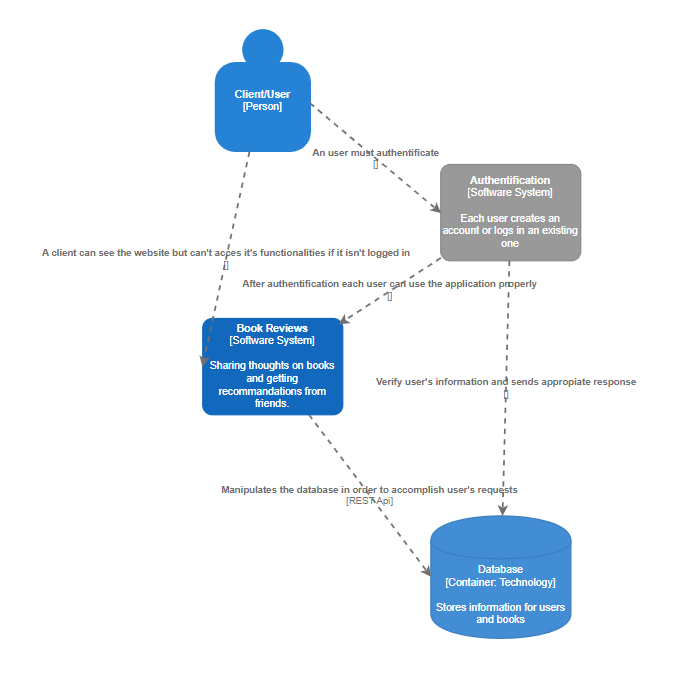 Client/User
[Person]
An user must authentificate
Authentification
[Software System]
Each user creates an
account or logs in an existing
one
A client can see the website but can't acces it's functionalities if it isn't logged in
After authentification each user can use the application properly
Book Reviews
[Software System]
Sharing thoughts on books
and getting
recommandations from
friends.
Verify user's information and sends appropiate response
Manipulates the database in order to accomplish user's requests
[REST Api]
Database
[Container: Technology]
Stores information for users
and books